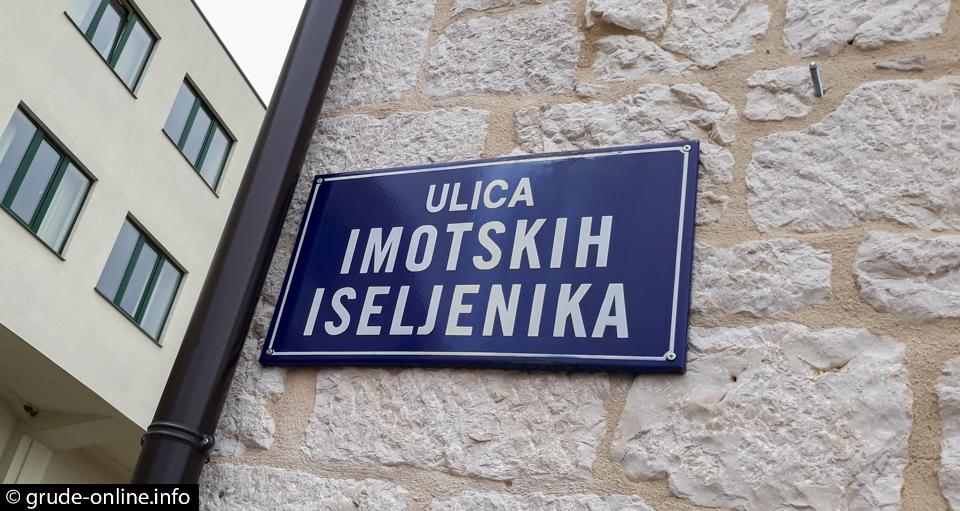 ULICA
IMOTSKIH
ISELJENIKA
© grude-online.info